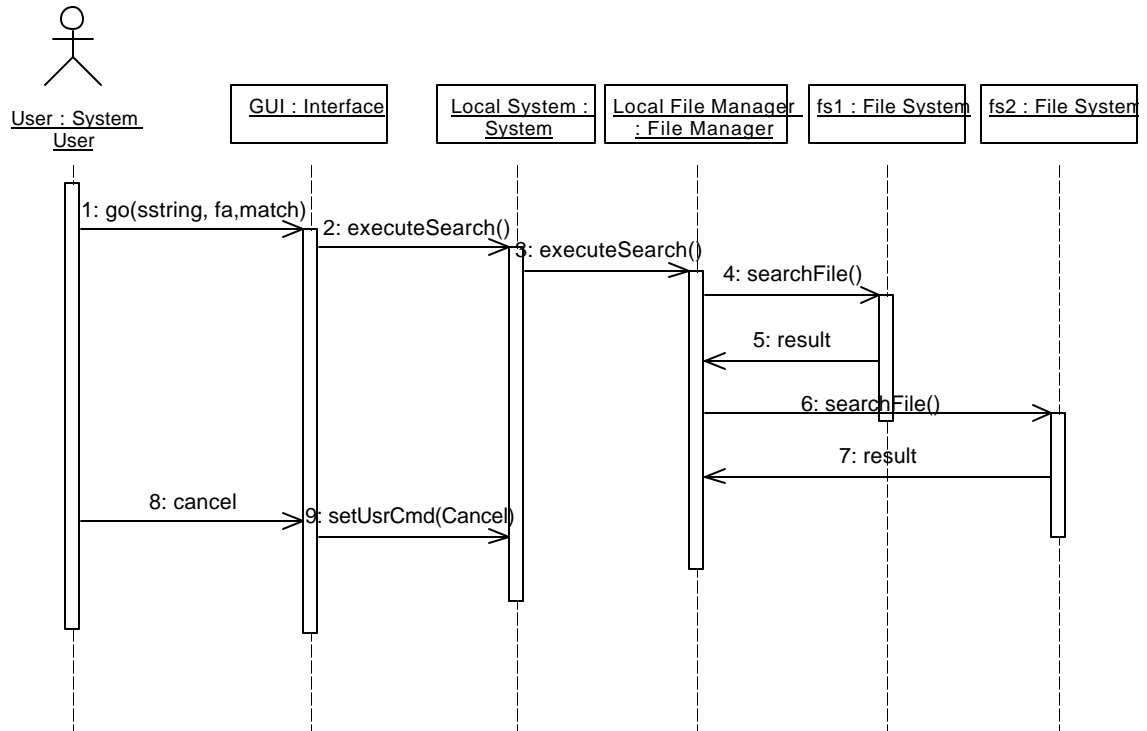 User : System
User
GUI : Interface
Local System :
System
Local File Manager
: File Manager
fs1 : File System
fs2 : File System
1: go(sstring, fa,match)
2: executeSearch()
3: executeSearch()
4: searchFile()
5: result
6: searchFile()
7: result
8: cancel
9: setUsrCmd(Cancel)